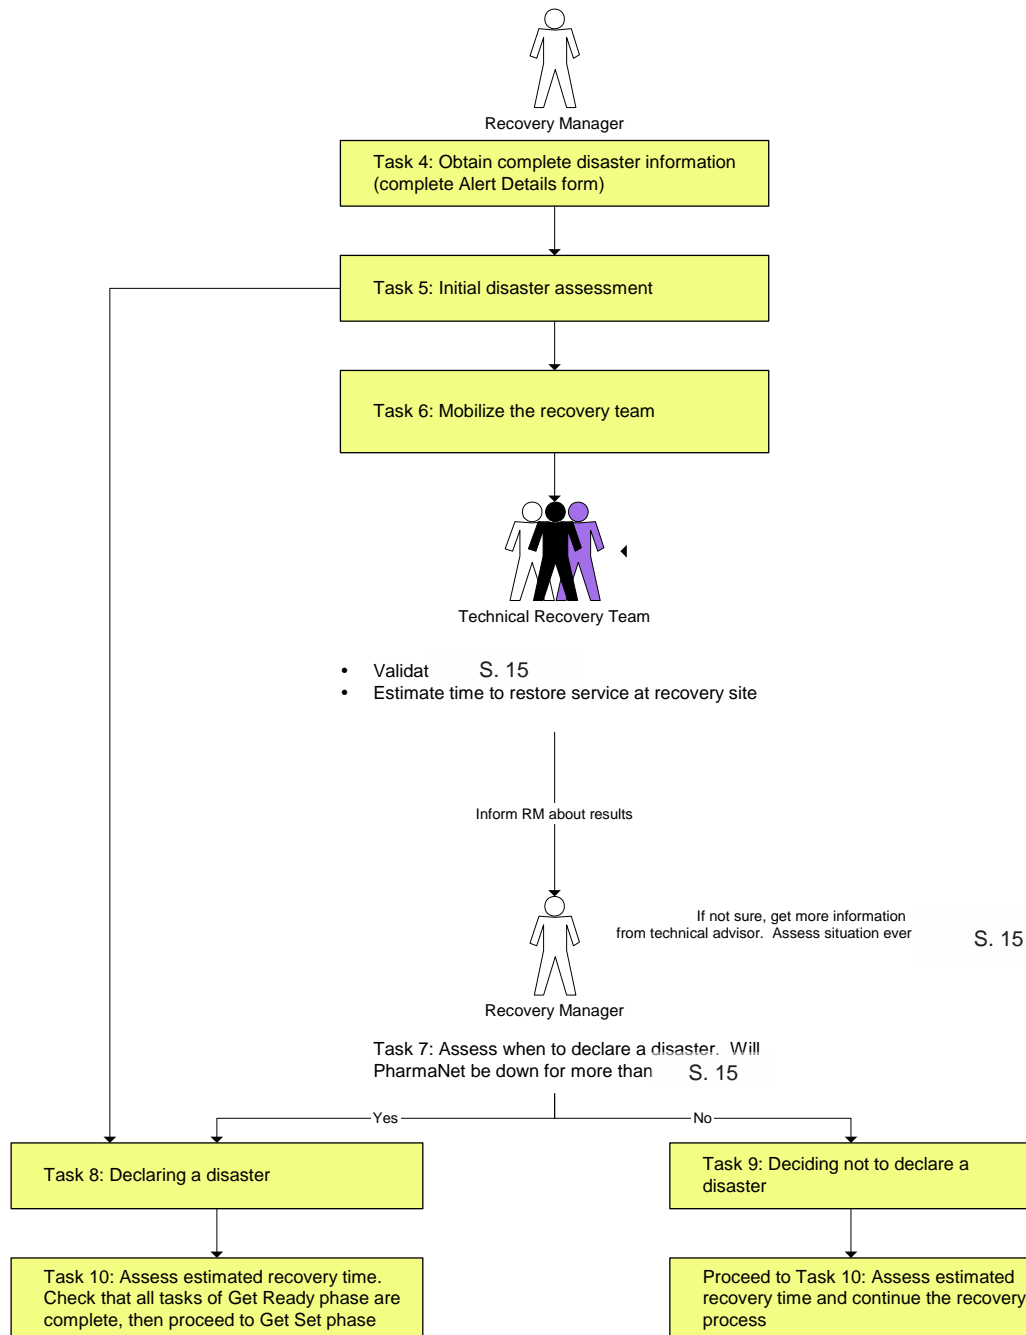 Recovery Manager
Task 4: Obtain complete disaster information
(complete Alert Details form)
Task 5: Initial disaster assessment
Task 6: Mobilize the recovery team
Technical Recovery Team
• Validat S. 15
• Estimate time to restore service at recovery site
Inform RM about results
If not sure, get more information
from technical advisor. Assess situation ever S. 15
Recovery Manager
Task 7: Assess when to declare a disaster. Will
PharmaNet be down for more than S. 15
Yes No
Task 8: Declaring a disaster
Task 9: Deciding not to declare a
disaster
Task 10: Assess estimated recovery time.
Check that all tasks of Get Ready phase are
complete, then proceed to Get Set phase
Proceed to Task 10: Assess estimated
recovery time and continue the recovery
process